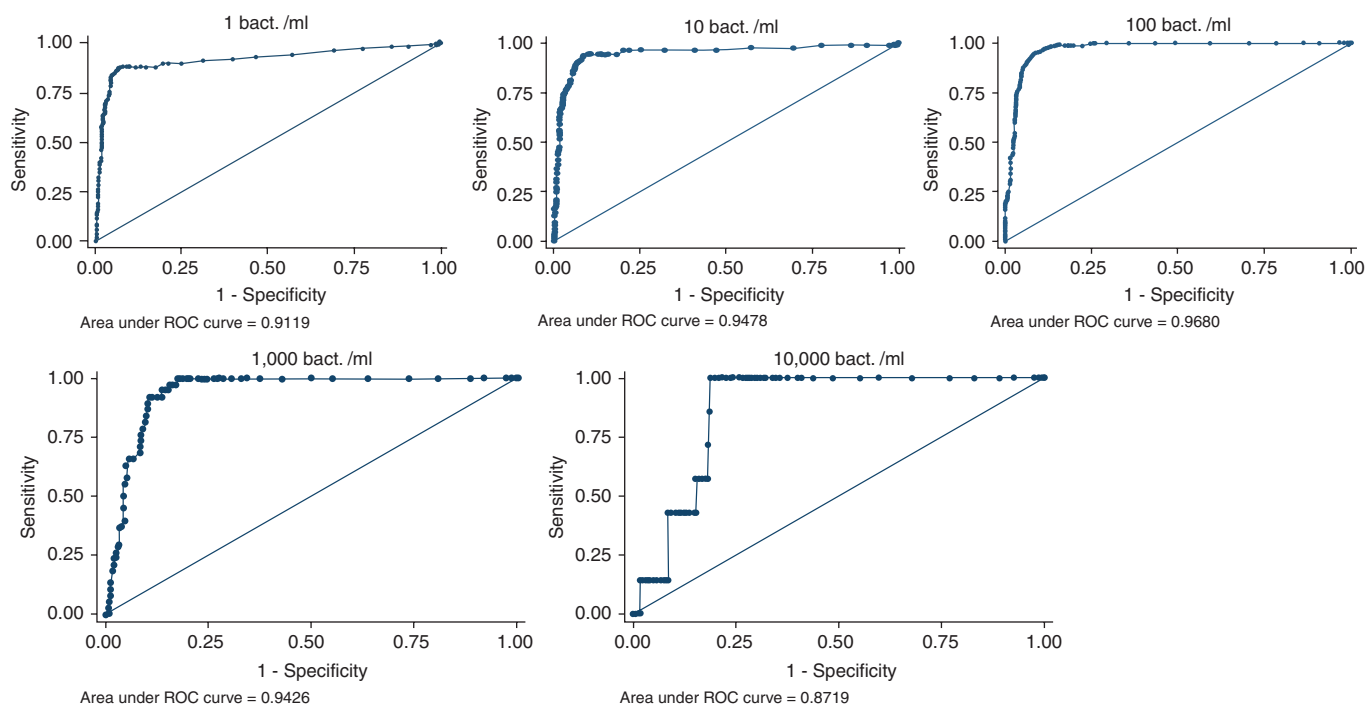 1 bact. /ml
1.00
0.75
0.50
0.25
0.00
Sensitivity
0.00 0.25 0.50 0.75 1.00
1 - Specificity
Area under ROC curve = 0.9119
10 bact. /ml
1.00
0.75
0.50
0.25
0.00
Sensitivity
0.00 0.25 0.50 0.75 1.00
1 - Specificity
Area under ROC curve = 0.9478
100 bact. /ml
1.00
0.75
0.50
0.25
0.00
Sensitivity
0.00 0.25 0.50 0.75 1.00
1 - Specificity
Area under ROC curve = 0.9680
1,000 bact. /ml
1.00
0.75
0.50
0.25
0.00
Sensitivity
0.00 0.25 0.50 0.75 1.00
1 - Specificity
Area under ROC curve = 0.9426
10,000 bact. /ml
1.00
0.75
0.50
0.25
0.00
Sensitivity
0.00 0.25 0.50 0.75 1.00
1 - Specificity
Area under ROC curve = 0.8719